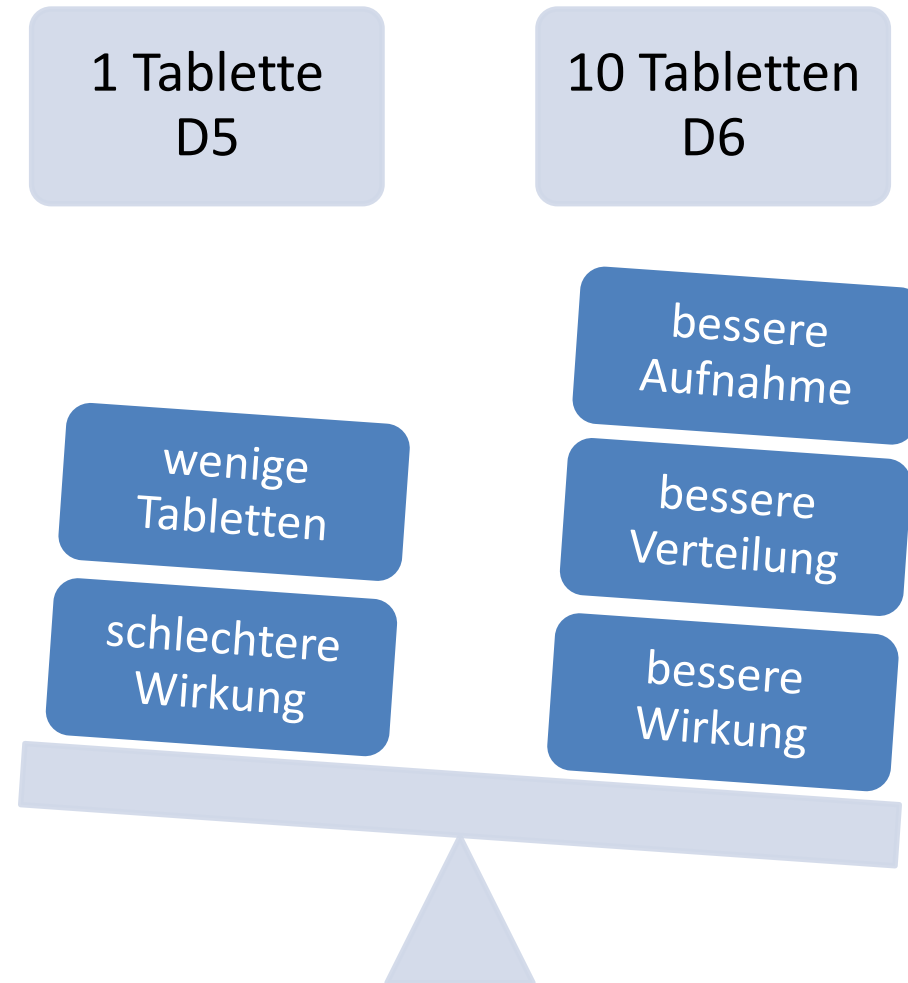 1 Tablette
D5
10 Tabletten
D6
wenige
Tabletten
schlechtere
Wirkung
bessere
Aufnahme
bessere
Verteilung
bessere
Wirkung